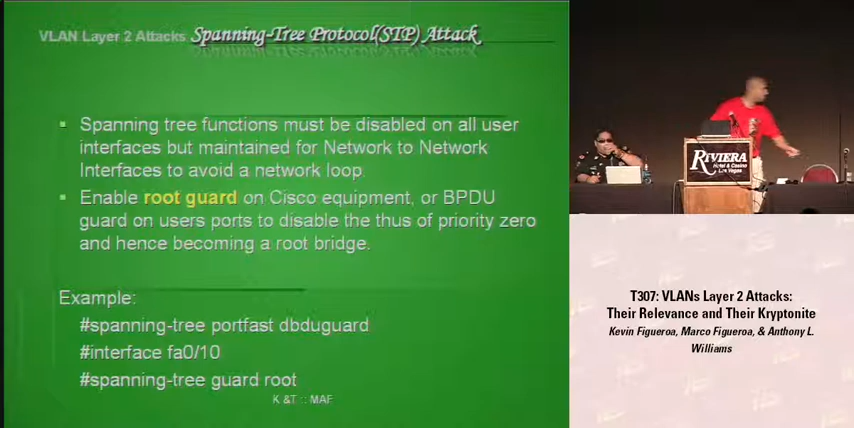 VLAN Layer 2 Attacks Spanning-Tree Protocol(STP) Attack
Spanning tree functions must be disabled on all user
interfaces but maintained for Network to Network
Interfaces to avoid a network loop.
Enable root guard on Cisco equipment, or BPDU
guard on users ports to disable the thus of priority zero
and hence becoming a root bridge.
Example:
#spanning-tree portfast dbduguard
#interface fa0/10
#spanning-tree guard root
K &T :: MAF
RIVIERA
Hotel & Casino
Las Vegas
T307: VLANs Layer 2 Attacks:
Their Relevance and Their Kryptonite
Kevin Figueroa, Marco Figueroa, & Anthony L.
Williams